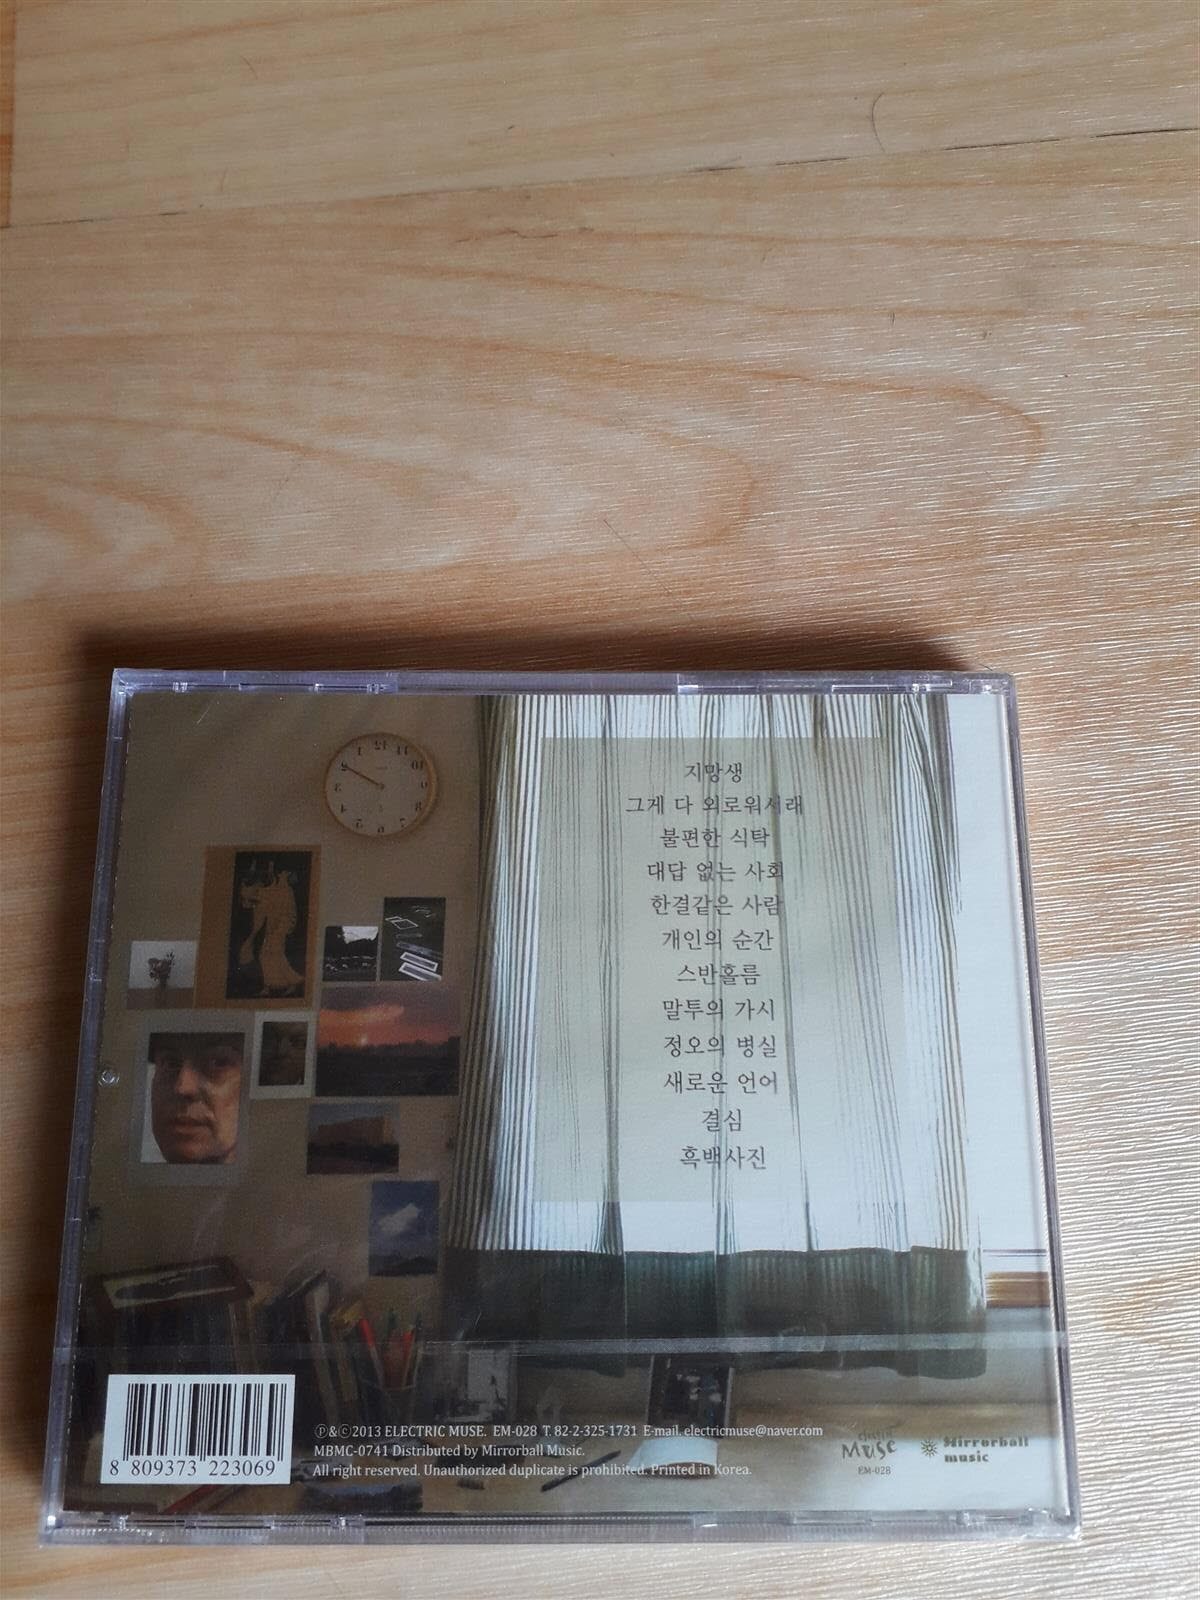 지망생
그게 다 외로워서래
불편한 식탁
대답 없는 사회
한결같은 사람
개인의 순간
스반홀름
말투의 가시
정오의 병실
새로운 언어
결심
흑백사진
8 809373 223069
Ⓟ&ⓒ2013 ELECTRIC MUSE. EM-028 T. 82-2-325-1731 E-mail. electricmuse@naver.com
MBMC-0741 Distributed by Mirrorball Music.
All right reserved. Unauthorized duplicate is prohibited. Printed in Korea.
electric
MUSE
EM-028
Mirrorball
music